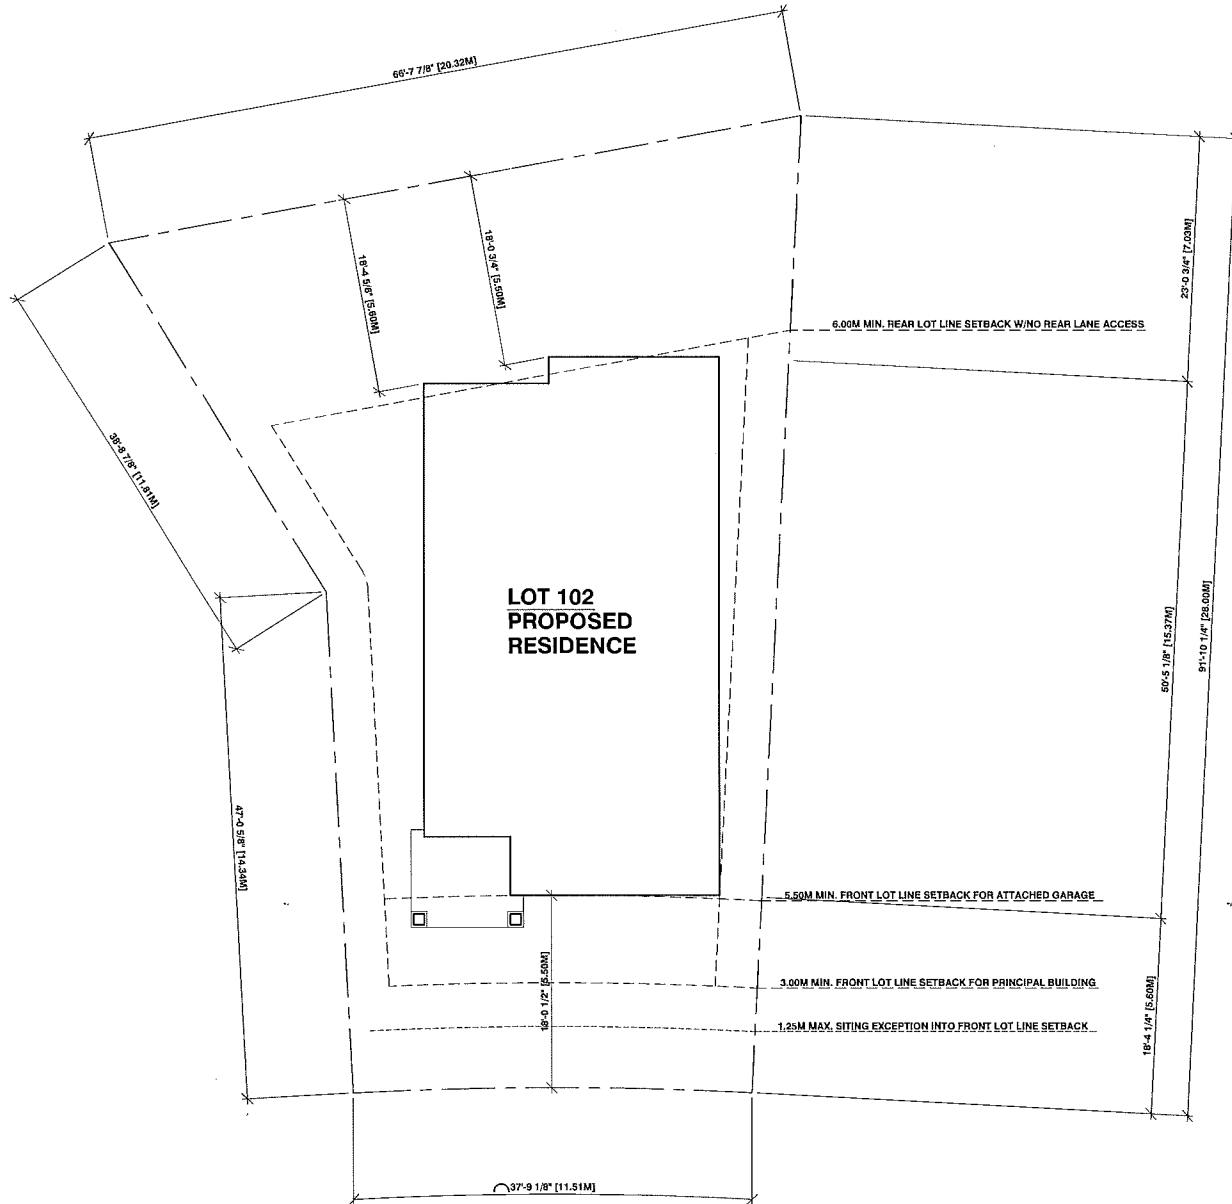 66'-7 7/8" [20.32M]
18'-0 3/4" [5.50M]
18'-4 5/8" [5.60M]
23'-0 3/4" [7.03M]
6.00M MIN. REAR LOT LINE SETBACK W/NO REAR LANE ACCESS
38'-8 7/8" [11.81M]
LOT 102
PROPOSED
RESIDENCE
50'-5 1/8" [15.37M]
91'-10 1/4" [28.00M]
47'-0 5/8" [14.34M]
5.50M MIN. FRONT LOT LINE SETBACK FOR ATTACHED GARAGE
18'-0 1/2" [5.50M]
3.00M MIN. FRONT LOT LINE SETBACK FOR PRINCIPAL BUILDING
1.25M MAX. SITING EXCEPTION INTO FRONT LOT LINE SETBACK
18'-4 1/4" [5.60M]
37'-9 1/8" [11.51M]